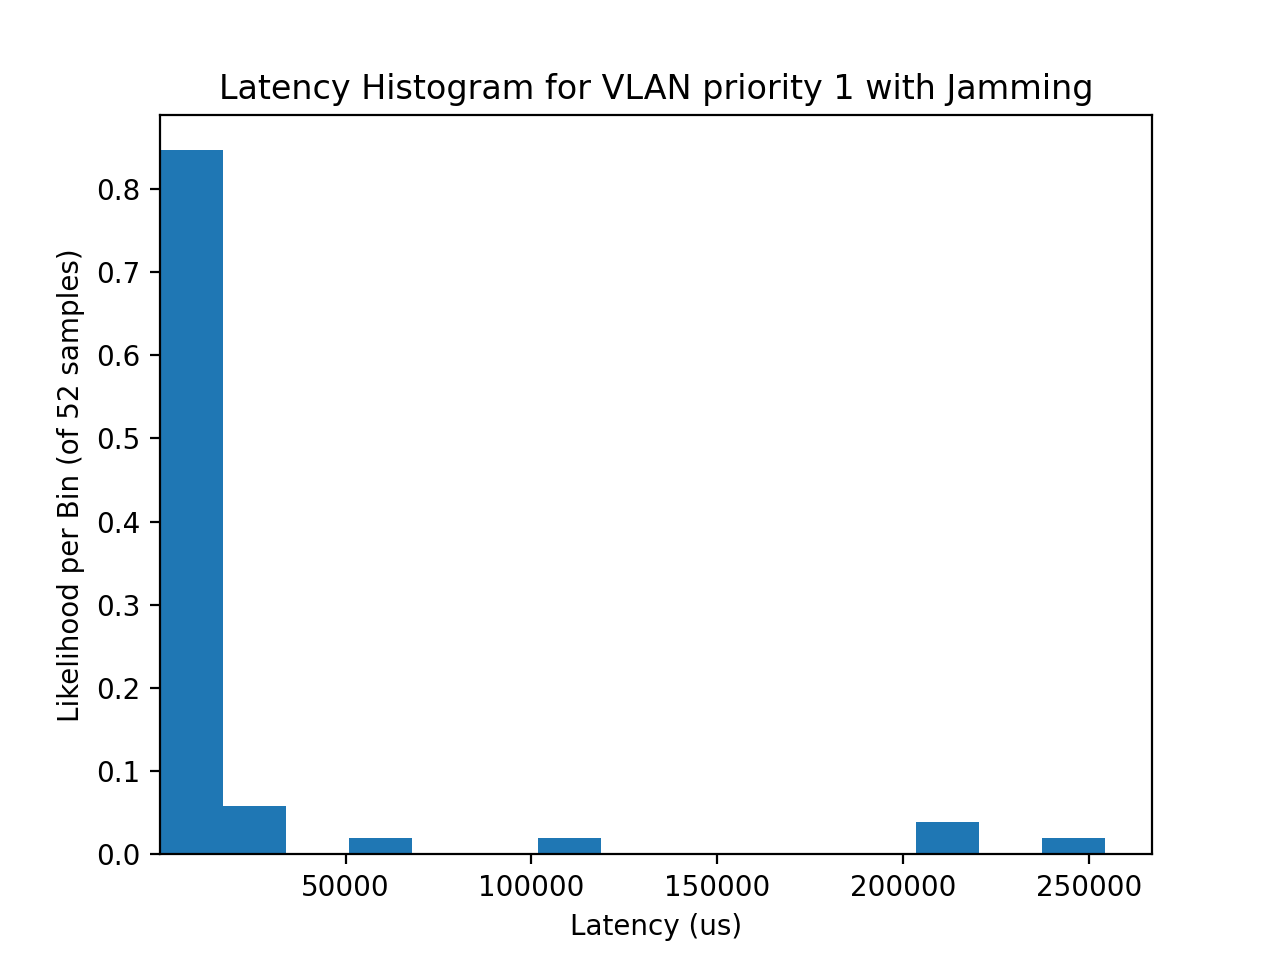 Latency Histogram for VLAN priority 1 with Jamming
Likelihood per Bin (of 52 samples)
0.8
0.7
0.6
0.5
0.4
0.3
0.2
0.1
0.0
50000 100000 150000 200000 250000
Latency (us)